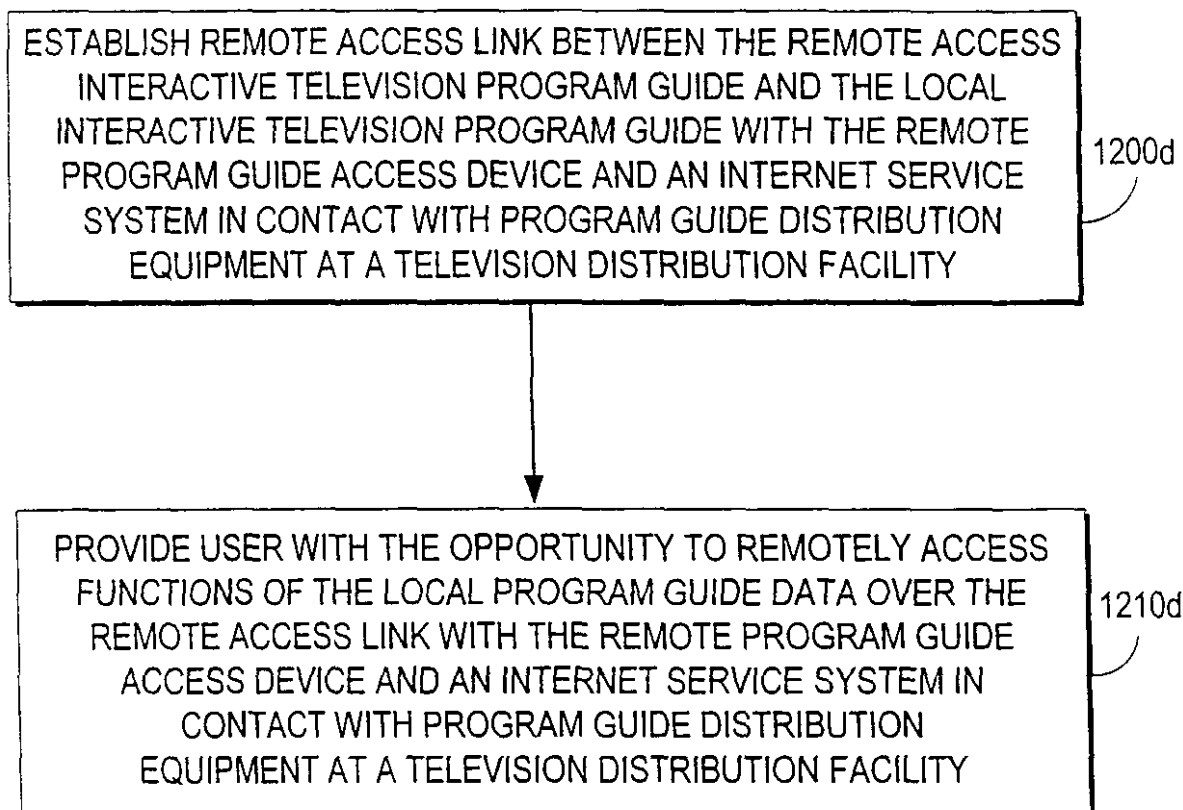 ESTABLISH REMOTE ACCESS LINK BETWEEN THE REMOTE ACCESS
INTERACTIVE TELEVISION PROGRAM GUIDE AND THE LOCAL
INTERACTIVE TELEVISION PROGRAM GUIDE WITH THE REMOTE
PROGRAM GUIDE ACCESS DEVICE AND AN INTERNET SERVICE
SYSTEM IN CONTACT WITH PROGRAM GUIDE DISTRIBUTION
EQUIPMENT AT A TELEVISION DISTRIBUTION FACILITY
1200d
PROVIDE USER WITH THE OPPORTUNITY TO REMOTELY ACCESS
FUNCTIONS OF THE LOCAL PROGRAM GUIDE DATA OVER THE
REMOTE ACCESS LINK WITH THE REMOTE PROGRAM GUIDE
ACCESS DEVICE AND AN INTERNET SERVICE SYSTEM IN
CONTACT WITH PROGRAM GUIDE DISTRIBUTION
EQUIPMENT AT A TELEVISION DISTRIBUTION FACILITY
1210d